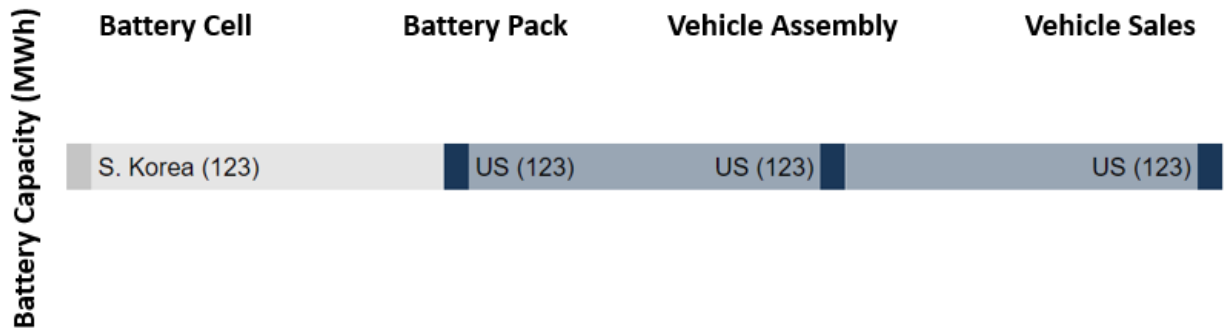 Battery Cell
Battery Pack
Vehicle Assembly
Vehicle Sales
Battery Capacity (MWh)
S. Korea (123)
US (123)
US (123)
US (123)